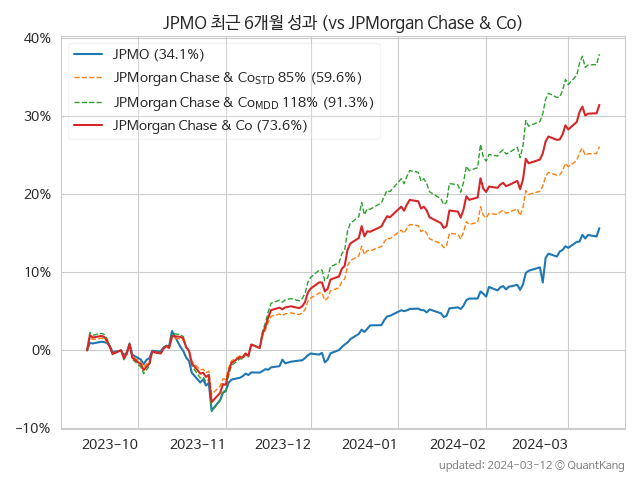 JPMO 최근 6개월 성과 (vs JPMorgan Chase & Co)
JPMO (34.1%)
JPMorgan Chase & CoSTD 85% (59.6%)
JPMorgan Chase & CoMDD 118% (91.3%)
JPMorgan Chase & Co (73.6%)
40%
30%
20%
10%
0%
−10%
2023−10
2023−11
2023−12
2024−01
2024−02
2024−03
updated: 2024-03-12 © QuantKang